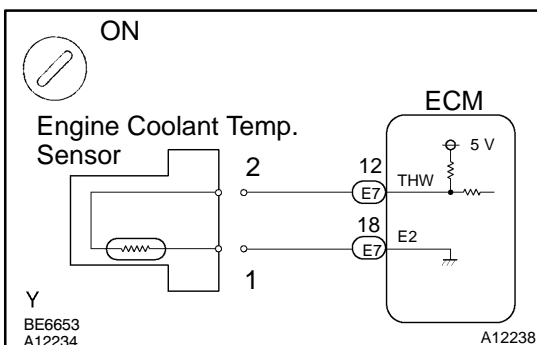 ON
ECM
Engine Coolant Temp.
Sensor
5 V
2
12
THW
E7
18
E2
E7
1
Y
BE6653
A12234
A12238